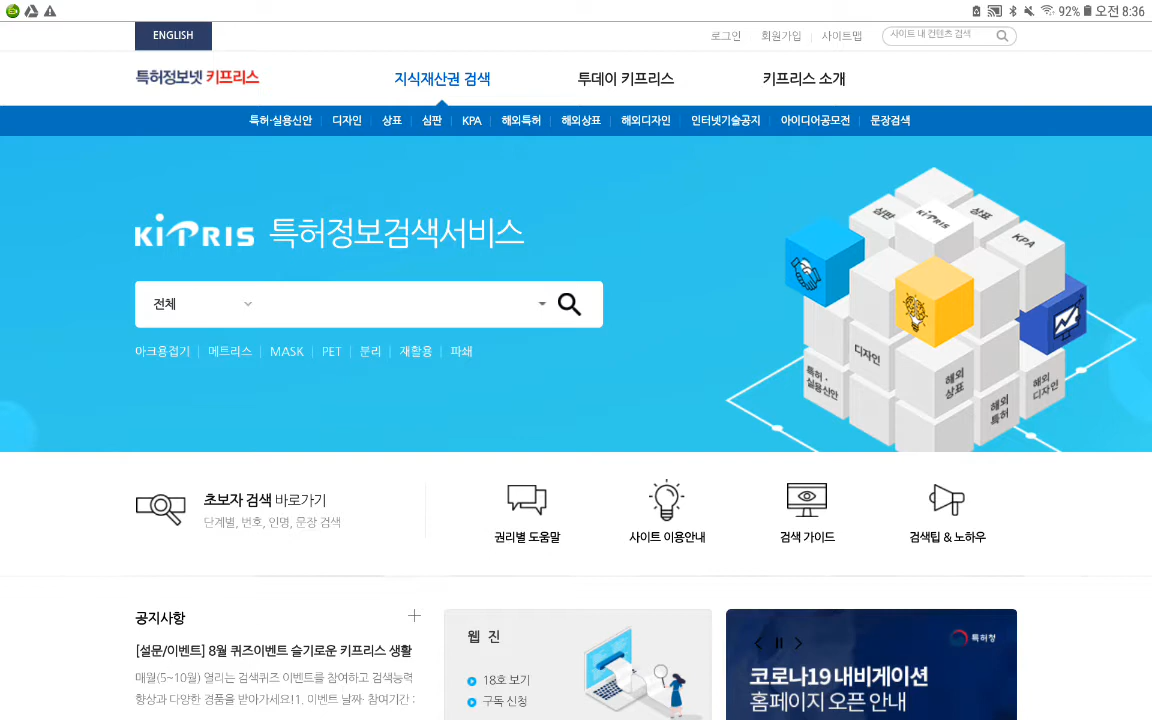 92% 오전 8:36
ENGLISH
로그인 회원가입 사이트맵 사이트 내 컨텐츠 검색
특허정보넷 키프리스 지식재산권 검색 투데이 키프리스 키프리스 소개
특허·실용신안 디자인 상표 심판 KPA 해외특허 해외상표 해외디자인 인터넷기술공지 아이디어공모전 문장검색
KIPRIS 특허정보검색서비스
전체
아크용접기 메트리스 MASK PET 분리 재활용 파쇄
심판
KIPRIS
상표
KPA
디자인
특허·
실용신안
해외
상표
해외
특허
해외
디자인
초보자 검색 바로가기
단계별, 번호, 인명, 문장 검색
권리별 도움말 사이트 이용안내 검색 가이드 검색팁 & 노하우
공지사항
[설문/이벤트] 8월 퀴즈이벤트 슬기로운 키프리스 생활
매월(5~10월) 열리는 검색퀴즈 이벤트를 참여하고 검색능력
향상과 다양한 경품을 받아가세요!1. 이벤트 날짜· 참여기간 :
웹 진
18호 보기
구독 신청
특허청
코로나19 내비게이션
홈페이지 오픈 안내